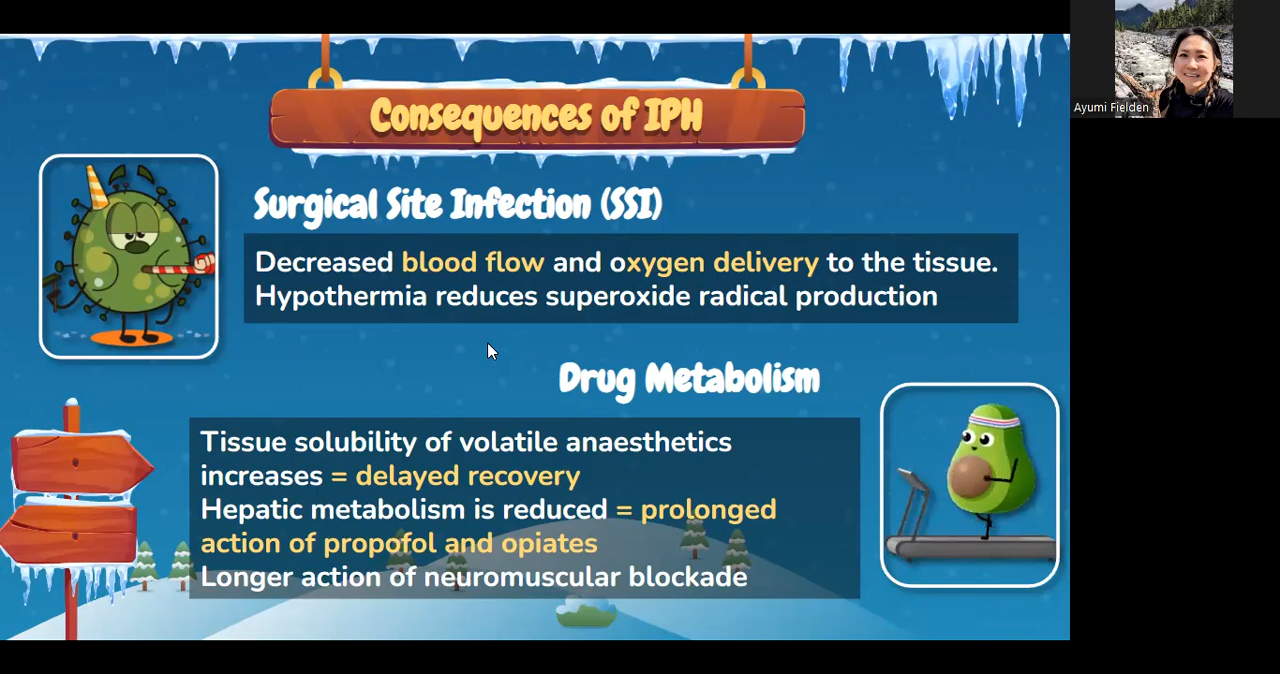 Consequences of IPH
Ayumi Fielden
Surgical Site Infection (SSI)
Decreased blood flow and oxygen delivery to the tissue.
Hypothermia reduces superoxide radical production
Drug Metabolism
Tissue solubility of volatile anaesthetics
increases = delayed recovery
Hepatic metabolism is reduced = prolonged
action of propofol and opiates
Longer action of neuromuscular blockade